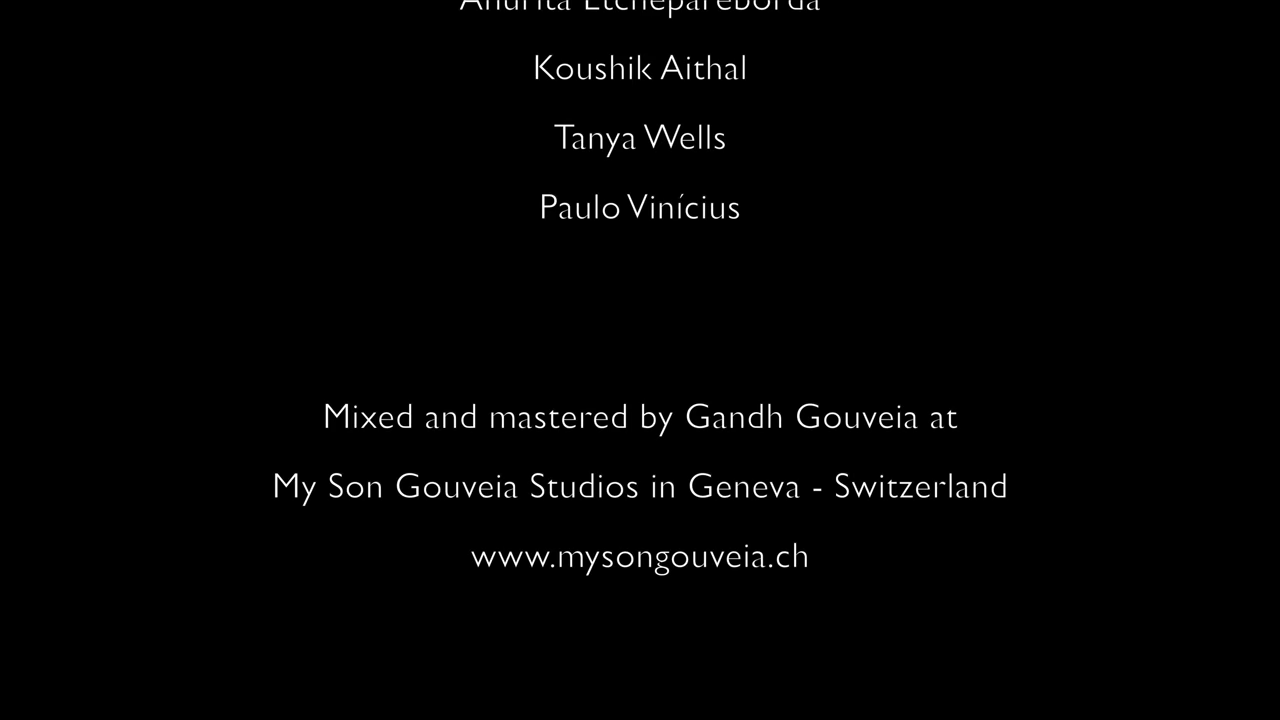 Etchepareborda
Koushik Aithal
Tanya Wells
Paulo Vinícius
Mixed and mastered by Gandh Gouveia at
My Son Gouveia Studios in Geneva - Switzerland
www.mysongouveia.ch